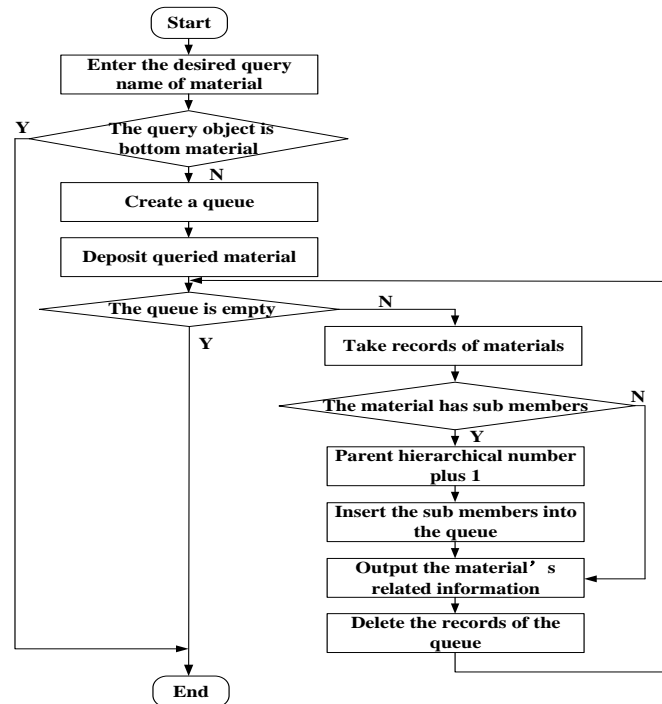 Start
Enter the desired query
name of material
Y
The query object is
bottom material
N
Create a queue
Deposit queried material
The queue is empty
N
Y
Take records of materials
The material has sub members
N
Y
Parent hierarchical number
plus 1
Insert the sub members into
the queue
Output the material’s
related information
Delete the records of the
queue
End